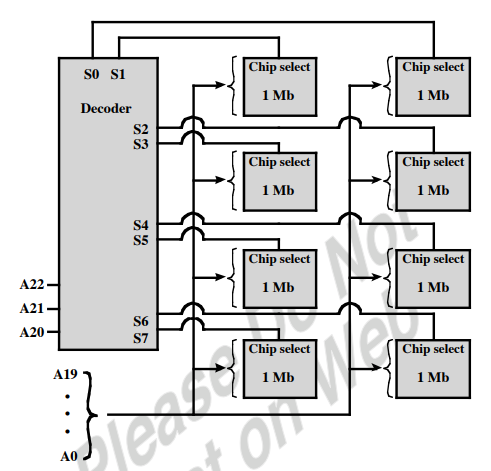 S0 S1
Decoder
S2
S3
S4
S5
S6
S7
A22
A21
A20
A19
A0
Chip select
1 Mb
Chip select
1 Mb
Chip select
1 Mb
Chip select
1 Mb
Chip select
1 Mb
Chip select
1 Mb
Chip select
1 Mb
Chip select
1 Mb
Please Do Not
on Web